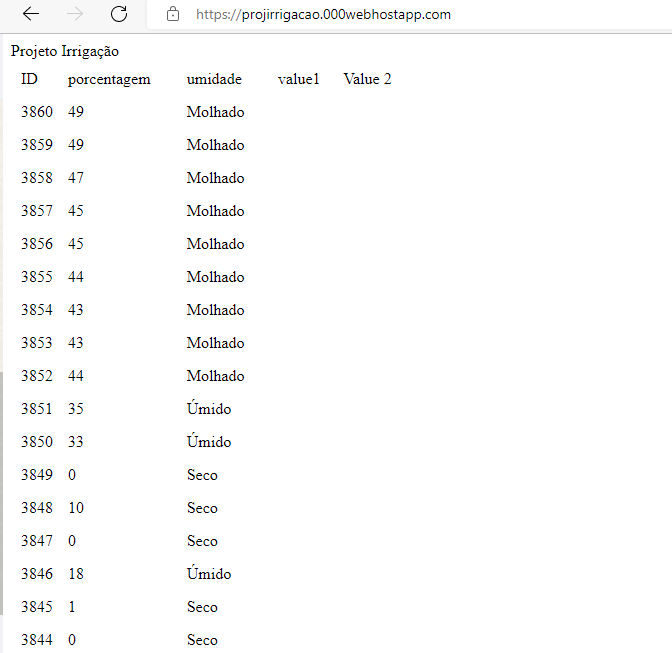 https://projirrigacao.000webhostapp.com
Projeto Irrigação
ID porcentagem umidade value1 Value 2
3860 49 Molhado
3859 49 Molhado
3858 47 Molhado
3857 45 Molhado
3856 45 Molhado
3855 44 Molhado
3854 43 Molhado
3853 43 Molhado
3852 44 Molhado
3851 35 Úmido
3850 33 Úmido
3849 0 Seco
3848 10 Seco
3847 0 Seco
3846 18 Úmido
3845 1 Seco
3844 0 Seco